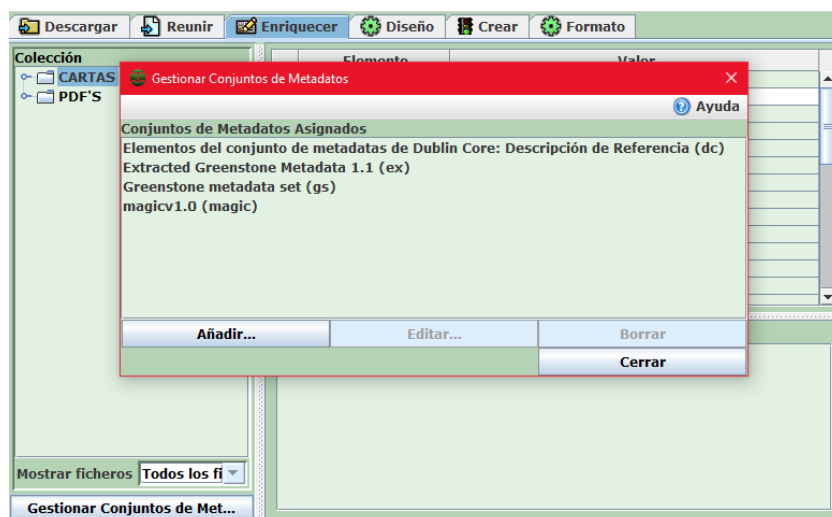 Descargar Reunir Enriquecer Diseño Crear Formato
Colección
Elemento Valor
CARTAS
PDF'S
Gestionar Conjuntos de Metadatos
Ayuda
Conjuntos de Metadatos Asignados
Elementos del conjunto de metadatas de Dublin Core: Descripción de Referencia (dc)
Extracted Greenstone Metadata 1.1 (ex)
Greenstone metadata set (gs)
magicv1.0 (magic)
Añadir... Editar... Borrar
Cerrar
Mostrar ficheros Todos los fi
Gestionar Conjuntos de Met...